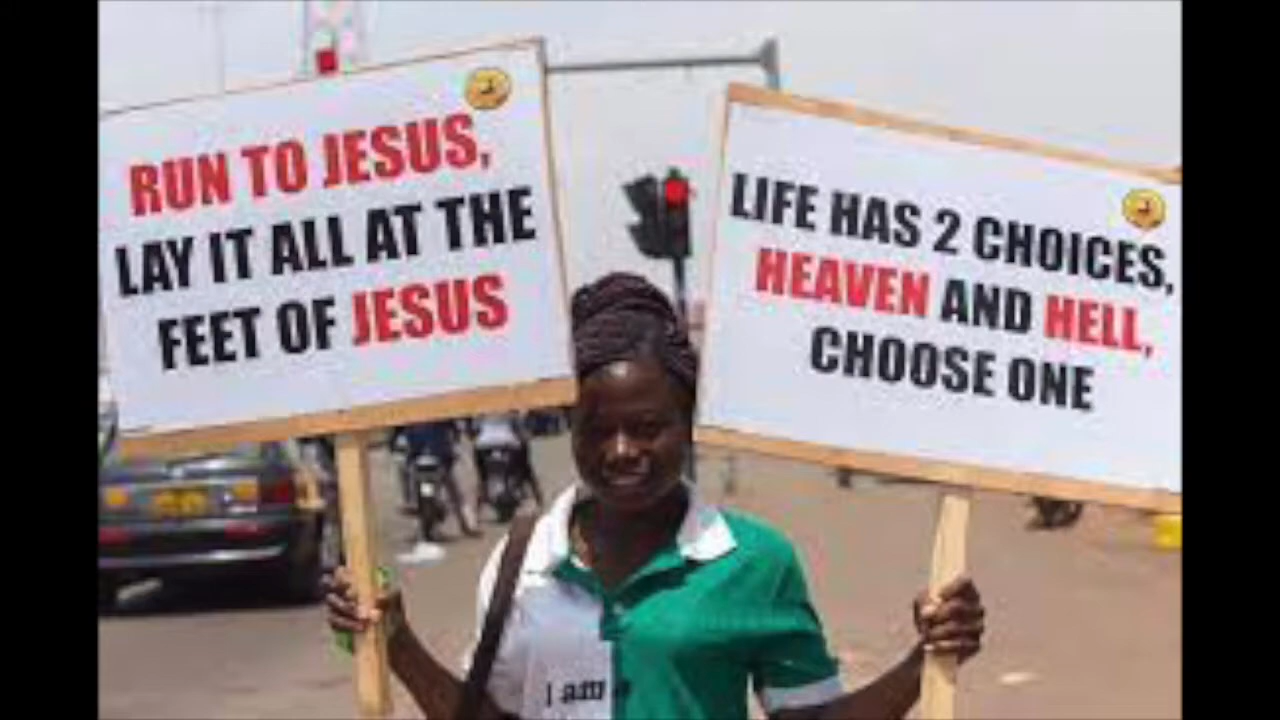 RUN TO JESUS,
LAY IT ALL AT THE
FEET OF JESUS
LIFE HAS 2 CHOICES,
HEAVEN AND HELL,
CHOOSE ONE
I am